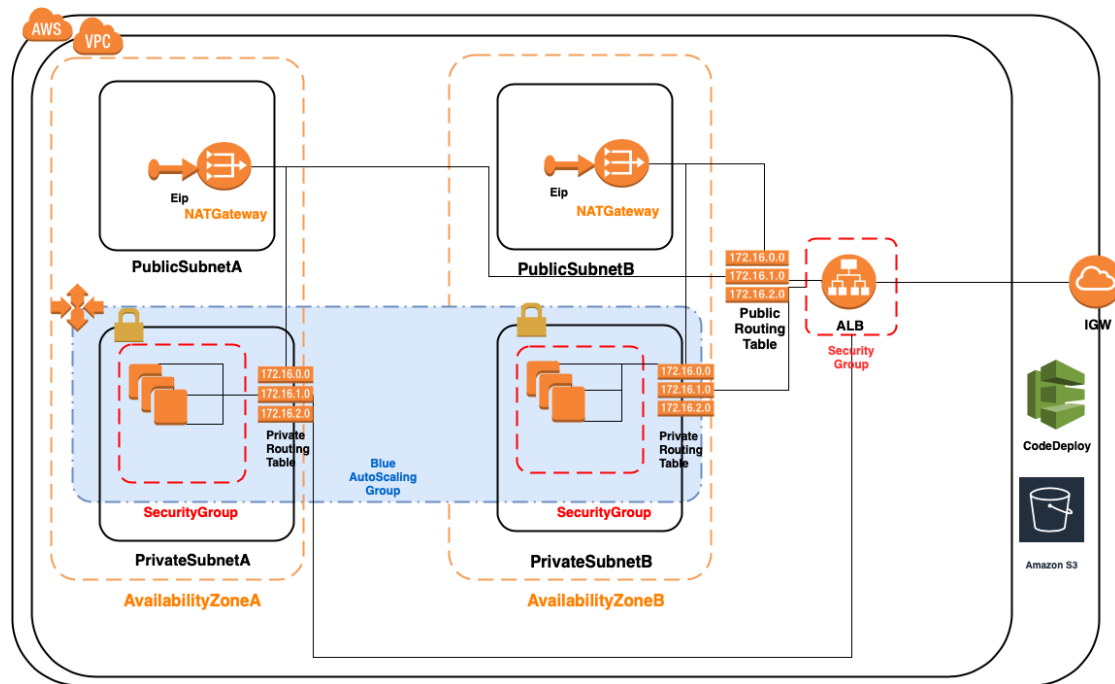 AWS
VPC
Eip
NATGateway
PublicSubnetA
Eip
NATGateway
PublicSubnetB
172.16.0.0
172.16.1.0
172.16.2.0
Public
Routing
Table
ALB
Security
Group
IGW
172.16.0.0
172.16.1.0
172.16.2.0
Private
Routing
Table
SecurityGroup
PrivateSubnetA
AvailabilityZoneA
Blue
AutoScaling
Group
172.16.0.0
172.16.1.0
172.16.2.0
Private
Routing
Table
SecurityGroup
PrivateSubnetB
AvailabilityZoneB
CodeDeploy
Amazon S3